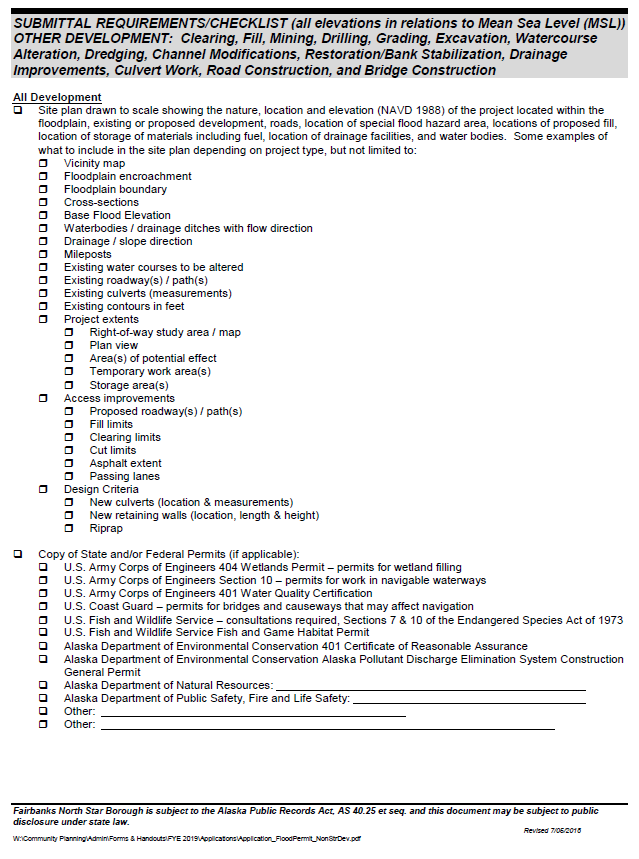 SUBMITTAL REQUIREMENTS/CHECKLIST (all elevations in relations to Mean Sea Level (MSL))
OTHER DEVELOPMENT: Clearing, Fill, Mining, Drilling, Grading, Excavation, Watercourse
Alteration, Dredging, Channel Modifications, Restoration/Bank Stabilization, Drainage
Improvements, Culvert Work, Road Construction, and Bridge Construction
All Development
Site plan drawn to scale showing the nature, location and elevation (NAVD 1988) of the project located within the
floodplain, existing or proposed development, roads, location of special flood hazard area, locations of proposed fill,
location of storage of materials including fuel, location of drainage facilities, and water bodies. Some examples of
what to include in the site plan depending on project type, but not limited to:
Vicinity map
Floodplain encroachment
Floodplain boundary
Cross-sections
Base Flood Elevation
Waterbodies / drainage ditches with flow direction
Drainage / slope direction
Mileposts
Existing water courses to be altered
Existing roadway(s) / path(s)
Existing culverts (measurements)
Existing contours in feet
Project extents
Right-of-way study area / map
Plan view
Area(s) of potential effect
Temporary work area(s)
Storage area(s)
Access improvements
Proposed roadway(s) / path(s)
Fill limits
Clearing limits
Cut limits
Asphalt extent
Passing lanes
Design Criteria
New culverts (location & measurements)
New retaining walls (location, length & height)
Riprap
Copy of State and/or Federal Permits (if applicable):
U.S. Army Corps of Engineers 404 Wetlands Permit – permits for wetland filling
U.S. Army Corps of Engineers Section 10 – permits for work in navigable waterways
U.S. Army Corps of Engineers 401 Water Quality Certification
U.S. Coast Guard – permits for bridges and causeways that may affect navigation
U.S. Fish and Wildlife Service – consultations required, Sections 7 & 10 of the Endangered Species Act of 1973
U.S. Fish and Wildlife Service Fish and Game Habitat Permit
Alaska Department of Environmental Conservation 401 Certificate of Reasonable Assurance
Alaska Department of Environmental Conservation Alaska Pollutant Discharge Elimination System Construction
General Permit
Alaska Department of Natural Resources:
Alaska Department of Public Safety, Fire and Life Safety:
Other:
Other:
Fairbanks North Star Borough is subject to the Alaska Public Records Act, AS 40.25 et seq. and this document may be subject to public
disclosure under state law.
Revised 7/06/2018
W:\Community Planning\Admin\Forms & Handouts\FYE 2019\Applications\Application_FloodPermit_NonStrDev.pdf